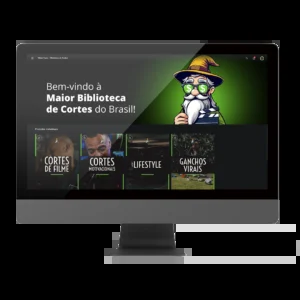 Bem-vindo à
Maior Biblioteca
de Cortes do Brasil!
CORTES
DE FILME
CORTES
MOTIVACIONAIS
LIFESTYLE
GANCHOS
VIRAIS